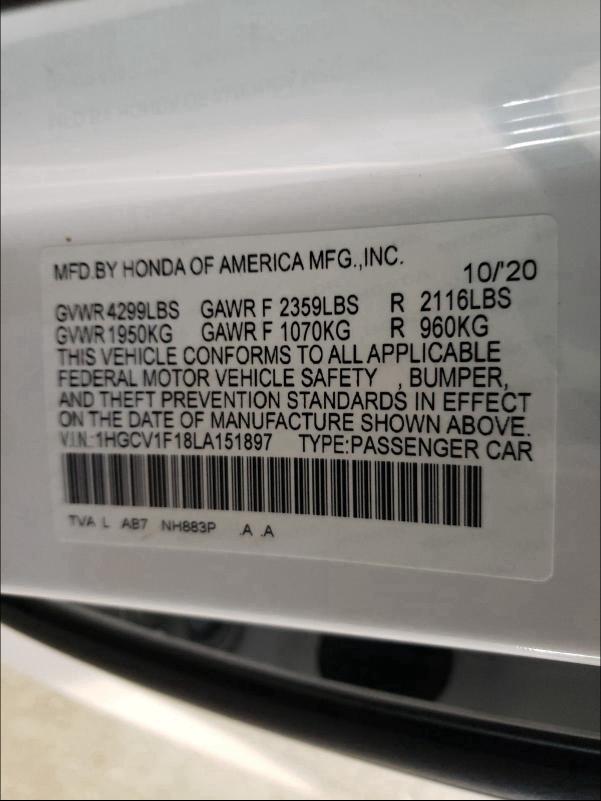 MFD.BY HONDA OF AMERICA MFG.,INC. 10/'20
GVWR 4299LBS GAWR F 2359LBS R 2116LBS
GVWR 1950KG GAWR F 1070KG R 960KG
THIS VEHICLE CONFORMS TO ALL APPLICABLE
FEDERAL MOTOR VEHICLE SAFETY , BUMPER,
AND THEFT PREVENTION STANDARDS IN EFFECT
ON THE DATE OF MANUFACTURE SHOWN ABOVE.
V.I.N.:1HGCV1F18LA151897 TYPE:PASSENGER CAR
TVA L AB7 NH883P .A .A